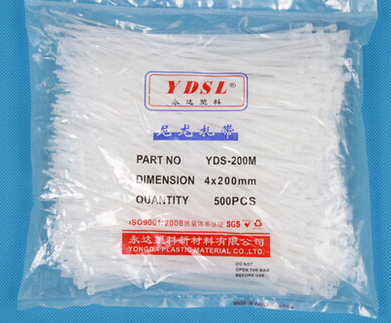 YDSL®
永达塑料
尼龙扎带
PART NO YDS-200M
DIMENSION 4x200mm
QUANTITY 500PCS
ISO9001:2008质量体系认证 SGS
永达塑料新材料有限公司
YONGDA PLASTIC MATERIAL CO.,LTD.
DO NOT
OPEN THE BAG
BEFORE USE
MADE IN